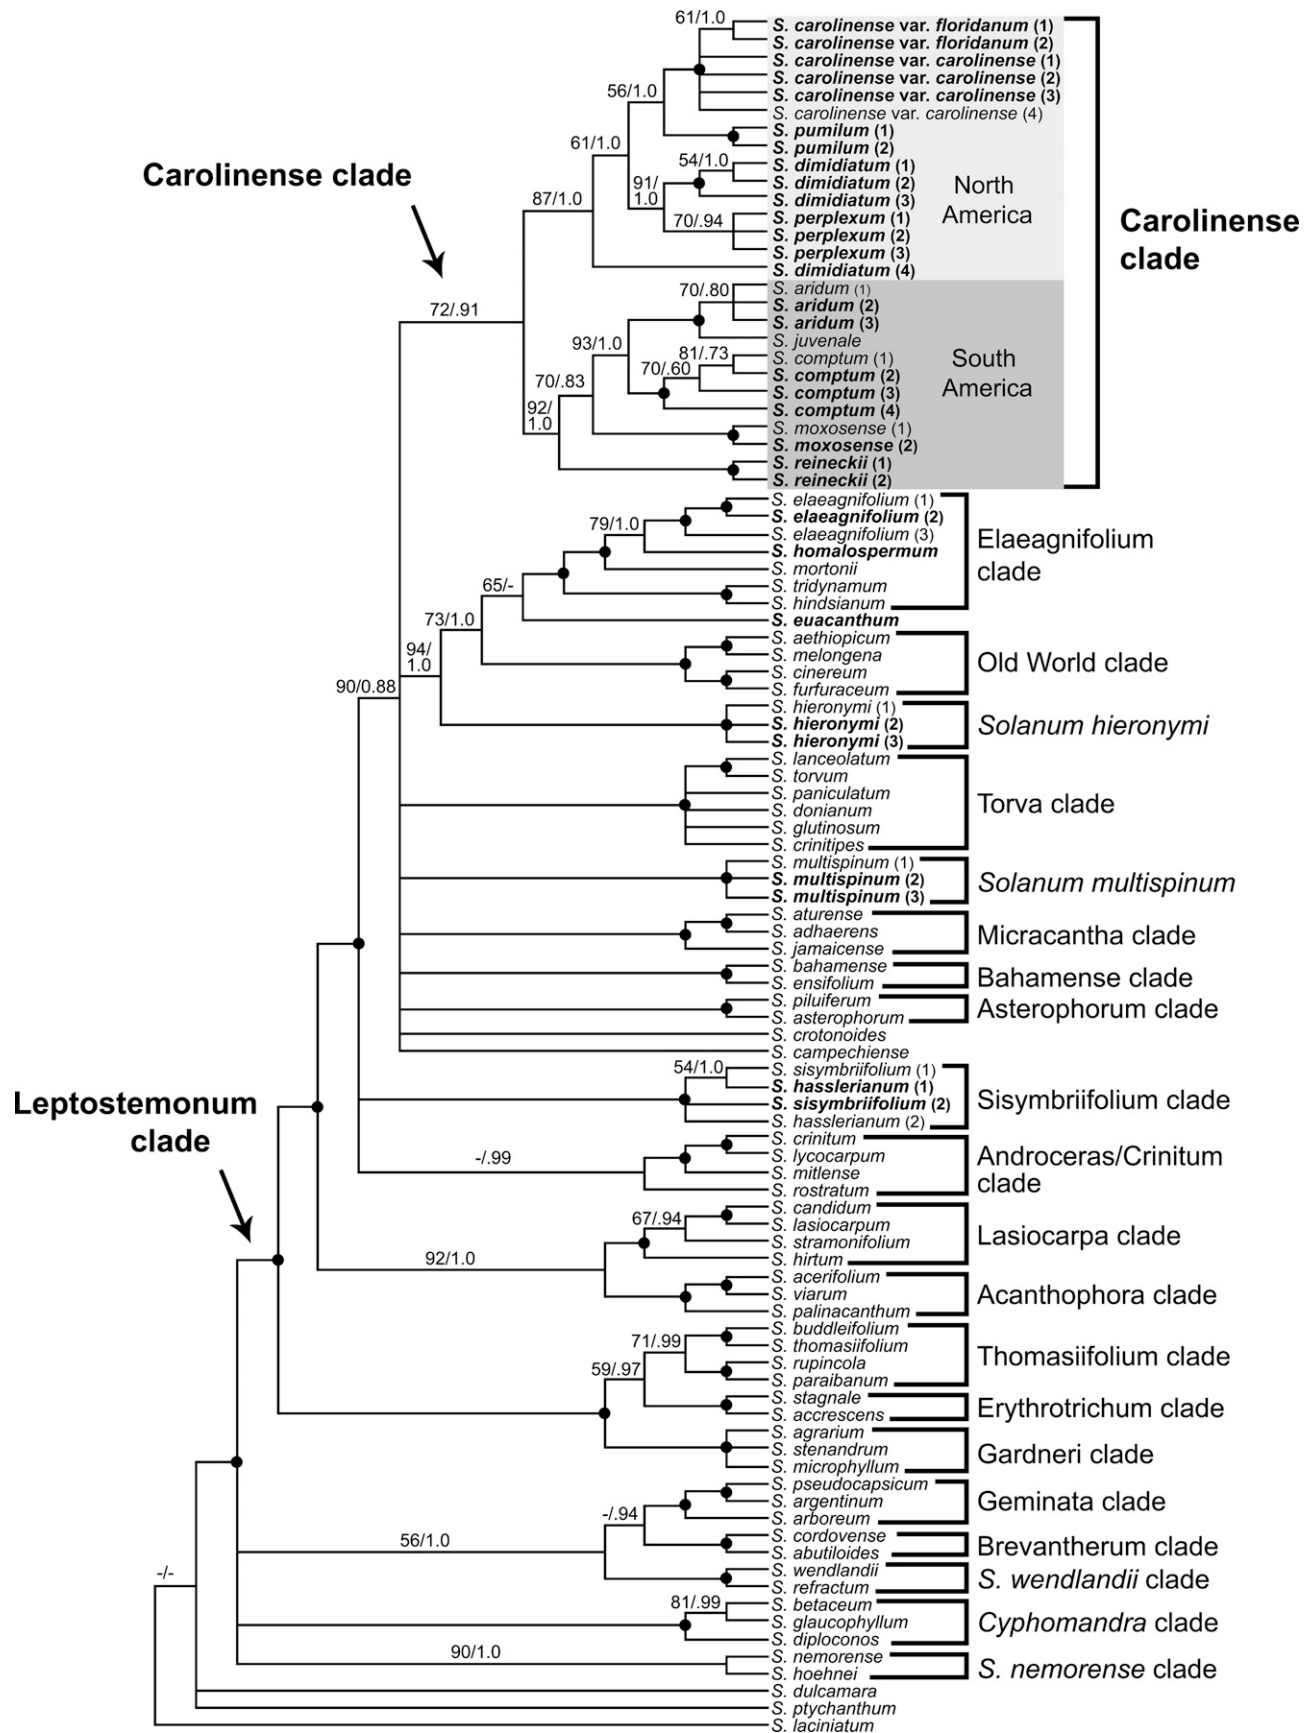 61/1.0
S. carolinense var. floridanum (1)
S. carolinense var. floridanum (2)
S. carolinense var. carolinense (1)
S. carolinense var. carolinense (2)
S. carolinense var. carolinense (3)
S. carolinense var. carolinense (4)
56/1.0
S. pumilum (1)
S. pumilum (2)
61/1.0
54/1.0
S. dimidiatum (1)
S. dimidiatum (2)
S. dimidiatum (3)
91/
1.0
70/.94
S. perplexum (1)
S. perplexum (2)
S. perplexum (3)
S. dimidiatum (4)
North
America
Carolinense clade
87/1.0
Carolinense
clade
72/.91
70/.80
S. aridum (1)
S. aridum (2)
S. aridum (3)
S. juvenale
93/1.0
81/.73
70/.60
S. comptum (1)
S. comptum (2)
S. comptum (3)
S. comptum (4)
South
America
70/.83
92/
1.0
S. moxosense (1)
S. moxosense (2)
S. reineckii (1)
S. reineckii (2)
S. elaeagnifolium (1)
S. elaeagnifolium (2)
S. elaeagnifolium (3)
79/1.0
S. homalospermum
S. mortonii
S. tridynamum
S. hindsianum
Elaeagnifolium
clade
65/-
S. euacanthum
73/1.0
S. aethiopicum
S. melongena
S. cinereum
S. furfuraceum
Old World clade
94/
1.0
90/0.88
S. hieronymi (1)
S. hieronymi (2)
S. hieronymi (3)
Solanum hieronymi
S. lanceolatum
S. torvum
S. paniculatum
S. donianum
S. glutinosum
S. crinitipes
Torva clade
S. multispinum (1)
S. multispinum (2)
S. multispinum (3)
Solanum multispinum
S. aturense
S. adhaerens
S. jamaicense
Micracantha clade
S. bahamense
S. ensifolium
Bahamense clade
S. piluiferum
S. asterophorum
Asterophorum clade
S. crotonoides
S. campechiense
54/1.0
S. sisymbriifolium (1)
S. hasslerianum (1)
S. sisymbriifolium (2)
S. hasslerianum (2)
Sisymbriifolium clade
Leptostemonum
clade
-/.99
S. crinitum
S. lycocarpum
S. mitlense
S. rostratum
Androceras/Crinitum
clade
67/.94
92/1.0
S. candidum
S. lasiocarpum
S. stramonifolium
S. hirtum
Lasiocarpa clade
S. acerifolium
S. viarum
S. palinacanthum
Acanthophora clade
71/.99
59/.97
S. buddleifolium
S. thomasiifolium
S. rupincola
S. paraibanum
Thomasiifolium clade
S. stagnale
S. accrescens
Erythrotrichum clade
S. agrarium
S. stenandrum
S. microphyllum
Gardneri clade
-/.94
56/1.0
S. pseudocapsicum
S. argentinum
S. arboreum
Geminata clade
S. cordovense
S. abutiloides
Brevantherum clade
-/-
S. wendlandii
S. refractum
S. wendlandii clade
81/.99
S. betaceum
S. glaucophyllum
S. diploconos
Cyphomandra clade
90/1.0
S. nemorense
S. hoehnei
S. nemorense clade
S. dulcamara
S. ptychanthum
S. laciniatum